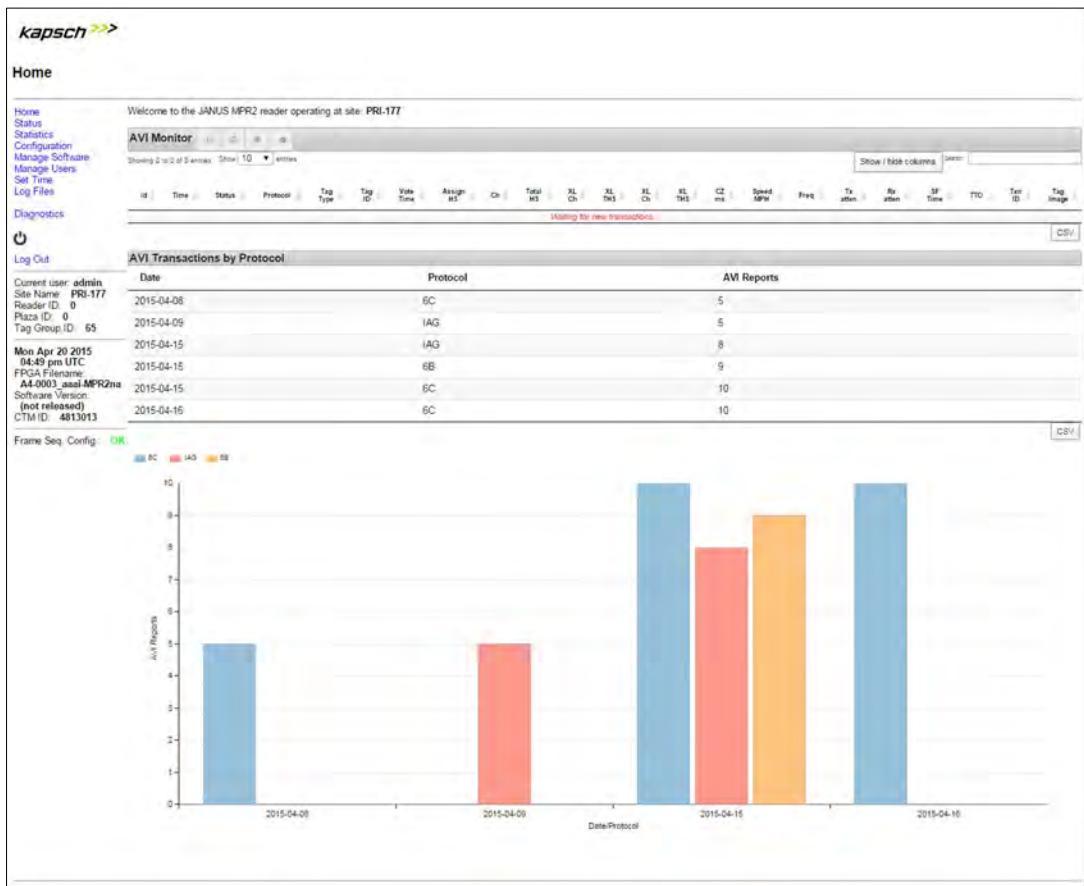 kapsch >>>
Home
Home
Status
Statistics
Configuration
Manage Software
Manage Users
Set Time
Log Files
Diagnostics
Log Out
Current user: admin
Site Name: PRI-177
Reader ID: 0
Plaza ID: 0
Tag Group ID: 65
Mon Apr 20 2015
04:49 pm UTC
FPGA Filename:
A4-0003_aaai-MPR2na
Software Version:
(not released)
CTM ID: 4813013
Frame Seq. Config.: OK
Welcome to the JANUS MPR2 reader operating at site: PRI-177
AVI Monitor
Show 10 entries
Show / hide columns
Id Time Status Protocol Tag Type Tag ID Vote Time Assign HS Ch Total HS XL Ch XL THS XL Ch XL THS CZ ms Speed MPH Freq Tx atten Rx atten SF Time TTO Txn ID Tag Image
Waiting for new transactions...
CSV
AVI Transactions by Protocol
Date Protocol AVI Reports
2015-04-08 6C 5
2015-04-09 IAG 5
2015-04-15 IAG 8
2015-04-15 6B 9
2015-04-15 6C 10
2015-04-16 6C 10
CSV
6C IAG 6B
10
9
8
7
6
5
4
3
2
1
0
AVI Reports
2015-04-08 2015-04-09 2015-04-15 2015-04-16
Date/Protocol